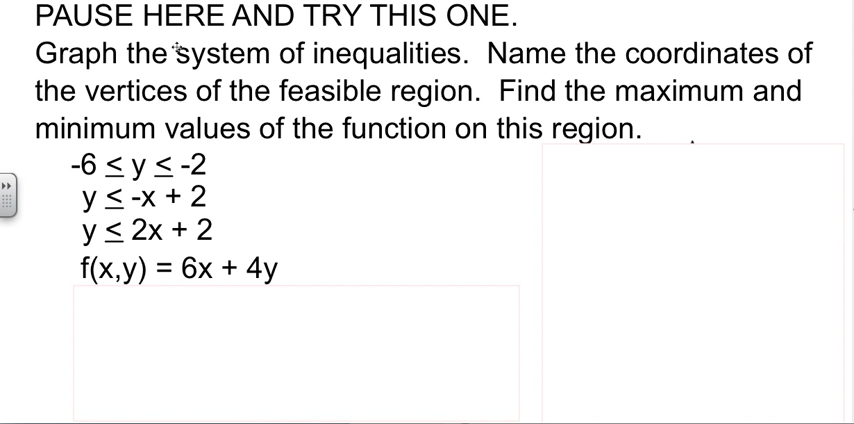 PAUSE HERE AND TRY THIS ONE.
Graph the system of inequalities. Name the coordinates of
the vertices of the feasible region. Find the maximum and
minimum values of the function on this region.
-6 ≤ y ≤ -2
y ≤ -x + 2
y ≤ 2x + 2
f(x,y) = 6x + 4y